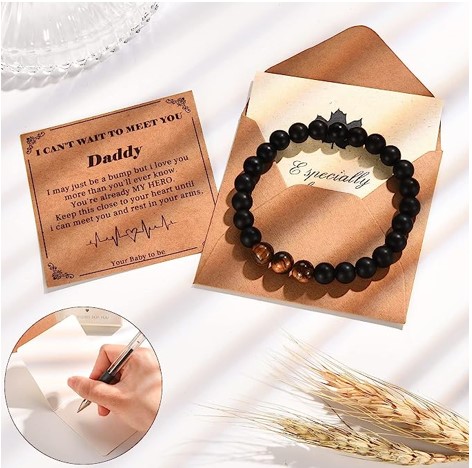 I CAN'T WAIT TO MEET YOU
Daddy
I may just be a bump but i love you
more than you'll ever know.
You're already MY HERO.
Keep this close to your heart until
i can meet you and rest in your arms.
Your Baby to be
Especially